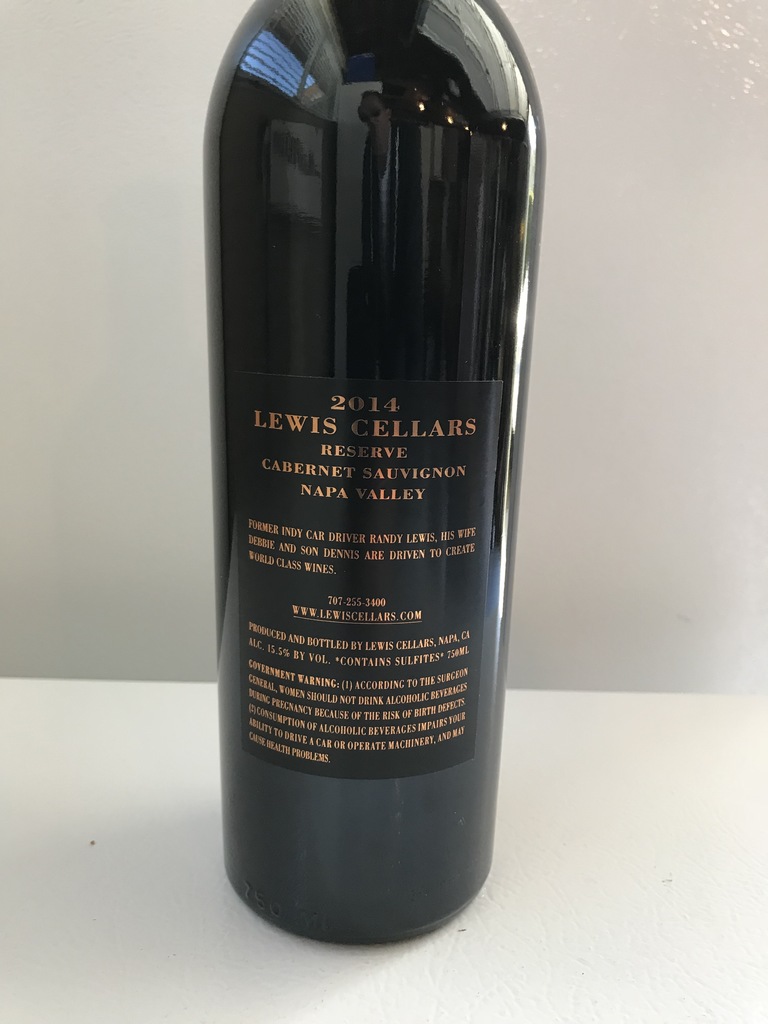 2014
LEWIS CELLARS
RESERVE
CABERNET SAUVIGNON
NAPA VALLEY
FORMER INDY CAR DRIVER RANDY LEWIS, HIS WIFE
DEBBIE AND SON DENNIS ARE DRIVEN TO CREATE
WORLD CLASS WINES.
707-255-3400
WWW.LEWISCELLARS.COM
PRODUCED AND BOTTLED BY LEWIS CELLARS, NAPA, CA
ALC. 15.5% BY VOL. *CONTAINS SULFITES* 750ML
GOVERNMENT WARNING: (1) ACCORDING TO THE SURGEON
GENERAL, WOMEN SHOULD NOT DRINK ALCOHOLIC BEVERAGES
DURING PREGNANCY BECAUSE OF THE RISK OF BIRTH DEFECTS.
(2) CONSUMPTION OF ALCOHOLIC BEVERAGES IMPAIRS YOUR
ABILITY TO DRIVE A CAR OR OPERATE MACHINERY, AND MAY
CAUSE HEALTH PROBLEMS.
750 ML